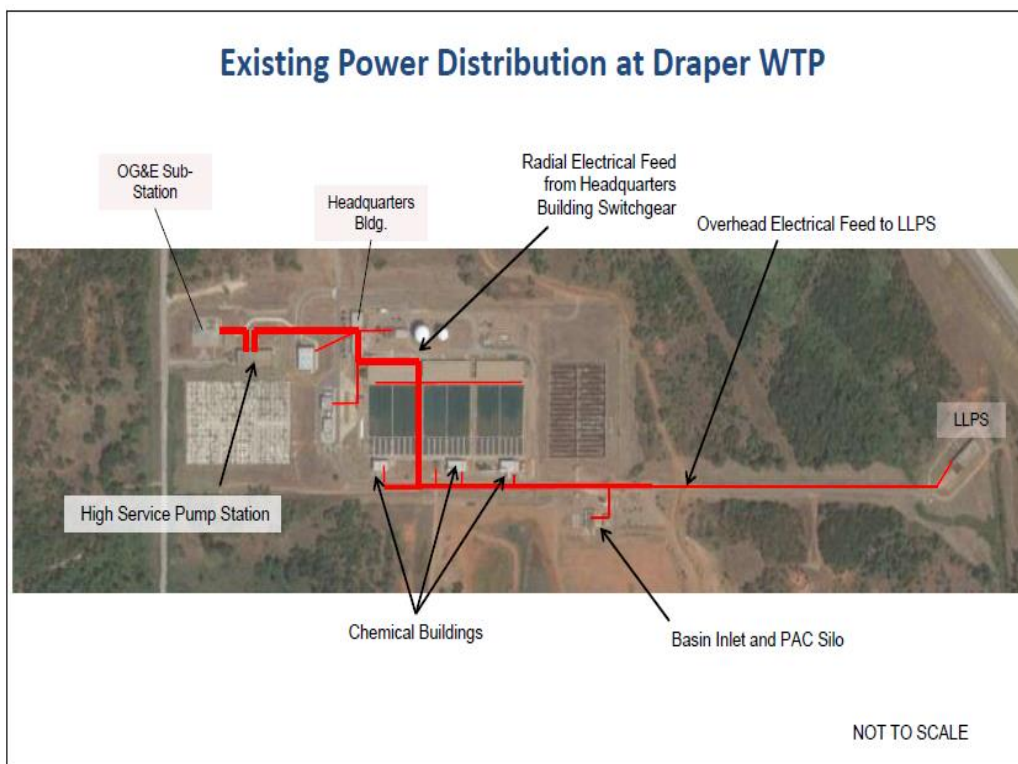 Existing Power Distribution at Draper WTP
OG&E Sub-
Station
Headquarters
Bldg.
Radial Electrical Feed
from Headquarters
Building Switchgear
Overhead Electrical Feed to LLPS
LLPS
High Service Pump Station
Chemical Buildings
Basin Inlet and PAC Silo
NOT TO SCALE